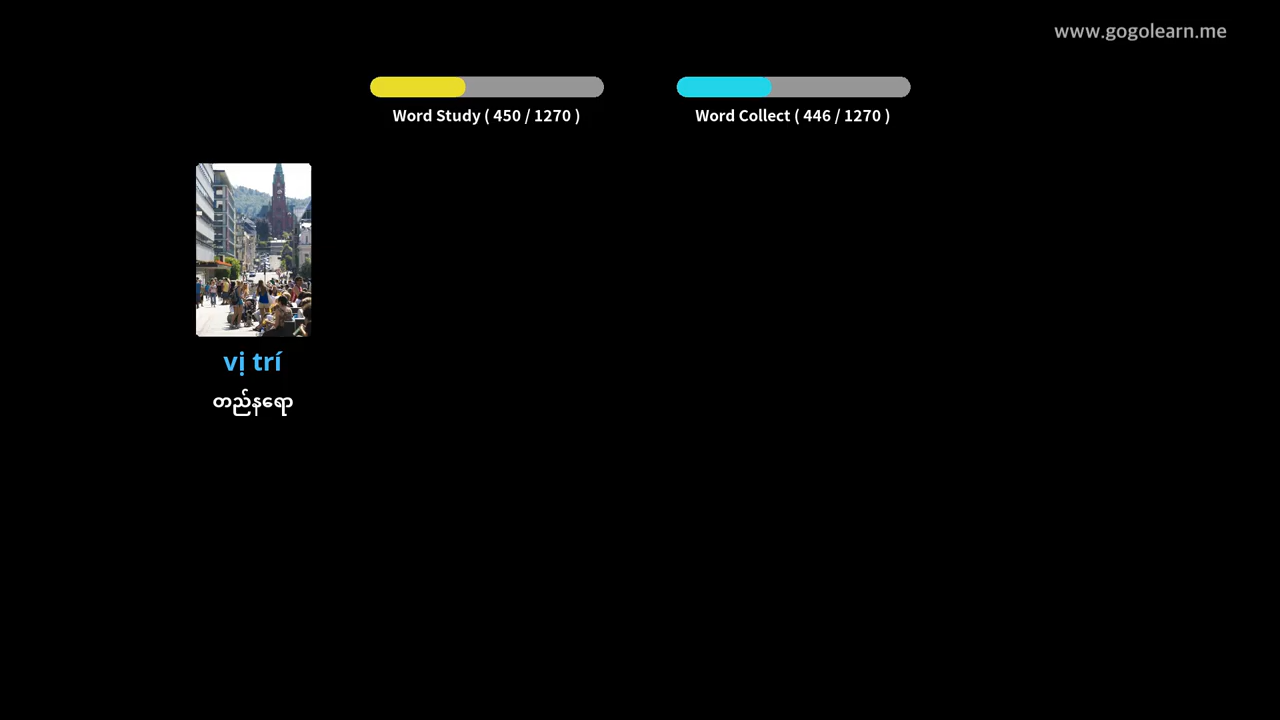 www.gogolearn.me
Word Study ( 450 / 1270 )
Word Collect ( 446 / 1270 )
vị trí
တည်နေရာ